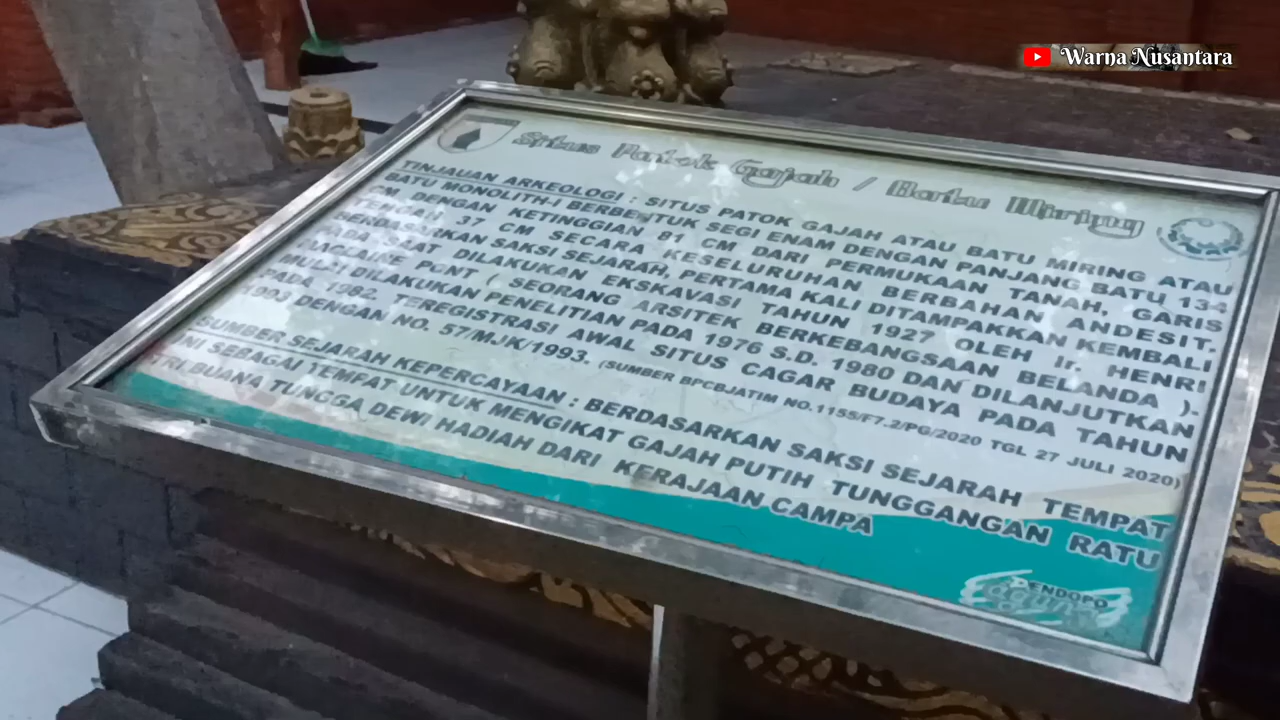 Warna Nusantara
Situs Patok Gajah / Batu Miring
TINJAUAN ARKEOLOGI : SITUS PATOK GAJAH ATAU BATU MIRING ATAU
BATU MONOLITH-I BERBENTUK SEGI ENAM DENGAN PANJANG BATU 134
CM DENGAN KETINGGIAN 81 CM DARI PERMUKAAN TANAH, GARIS
TENGAH 37 CM SECARA KESELURUHAN BERBAHAN ANDESIT.
BERDASARKAN SAKSI SEJARAH, PERTAMA KALI DITAMPAKKAN KEMBALI
PADA SAAT DILAKUKAN EKSKAVASI TAHUN 1927 OLEH Ir. HENRI
MACAINE PONT ( SEORANG ARSITEK BERKEBANGSAAN BELANDA ).
MULAI DILAKUKAN PENELITIAN PADA 1976 S.D. 1980 DAN DILANJUTKAN
PADA 1982. TEREGISTRASI AWAL SITUS CAGAR BUDAYA PADA TAHUN
1993 DENGAN NO. 57/MJK/1993. (SUMBER BPCBJATIM NO.1155/F7.2/PG/2020 TGL 27 JULI 2020)
SUMBER SEJARAH KEPERCAYAAN : BERDASARKAN SAKSI SEJARAH TEMPAT
INI SEBAGAI TEMPAT UNTUK MENGIKAT GAJAH PUTIH TUNGGANGAN RATU
TRI BUANA TUNGGA DEWI HADIAH DARI KERAJAAN CAMPA
PENDOPO